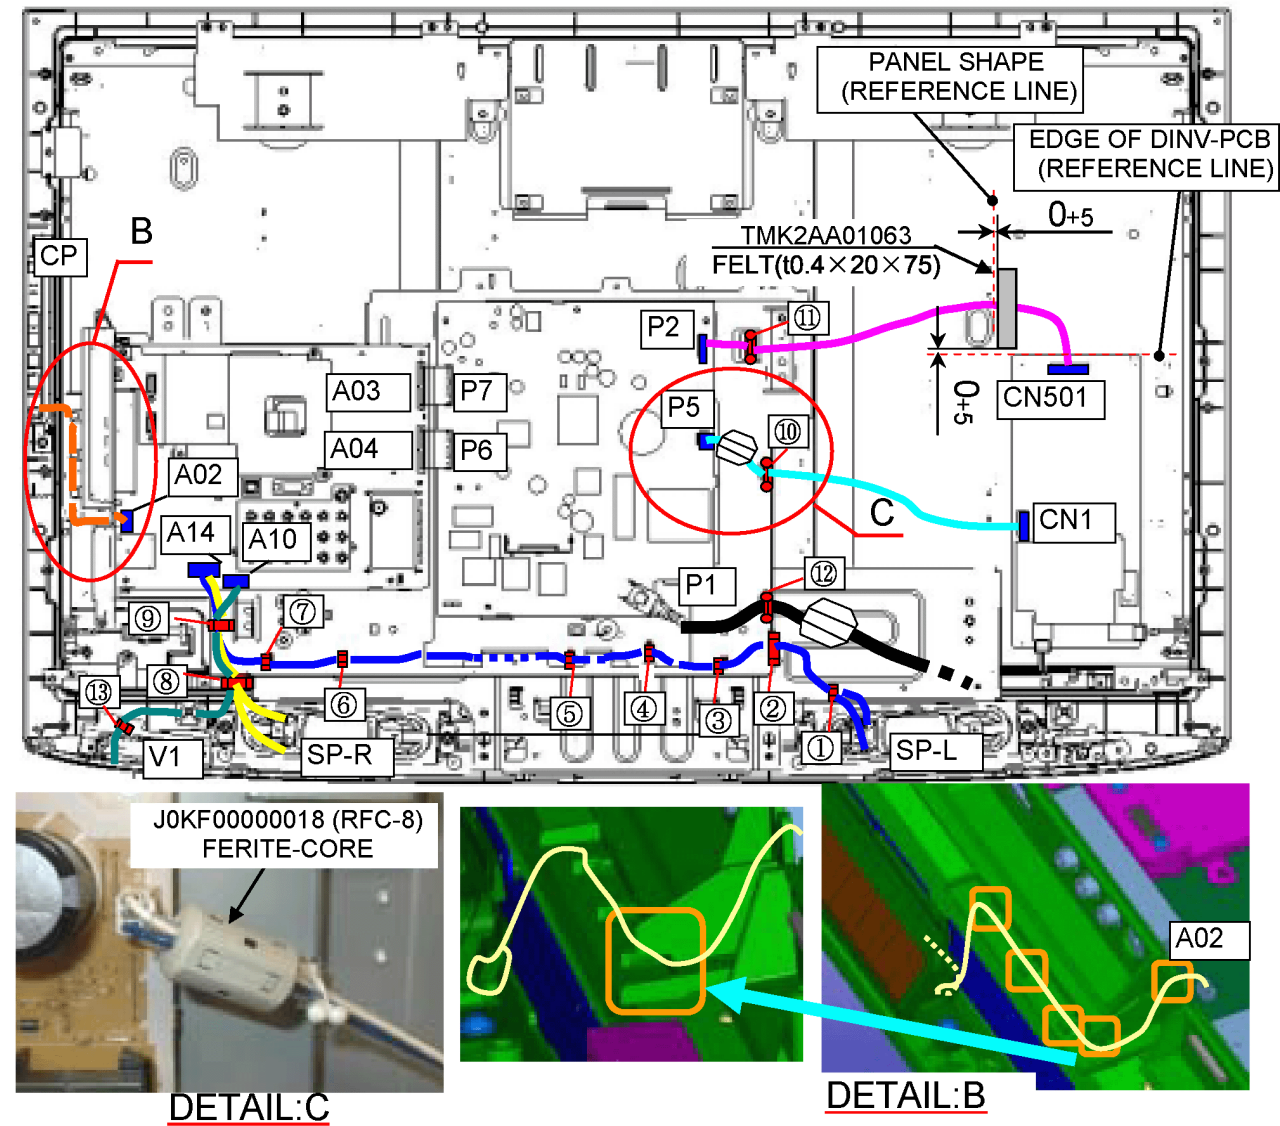 PANEL SHAPE
(REFERENCE LINE)
EDGE OF DINV-PCB
(REFERENCE LINE)
B
CP
0+5
TMK2AA01063
FELT(t0.4×20×75)
P2
⑪
A03
P7
P5
⑩
0+5
CN501
A04
P6
A02
C
CN1
A14
A10
P1
⑫
⑨
⑦
⑧
⑥
⑤
④
③
②
①
⑬
V1
SP-R
SP-L
J0KF00000018 (RFC-8)
FERITE-CORE
A02
DETAIL:C
DETAIL:B